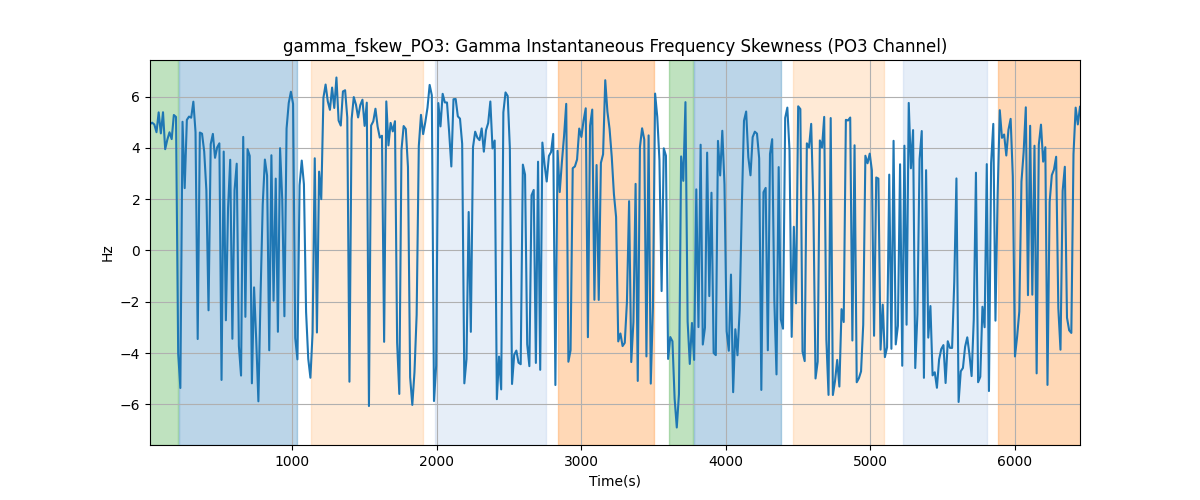 gamma_fskew_PO3: Gamma Instantaneous Frequency Skewness (PO3 Channel)
6
4
2
0
−2
−4
−6
Hz
1000 2000 3000 4000 5000 6000
Time(s)